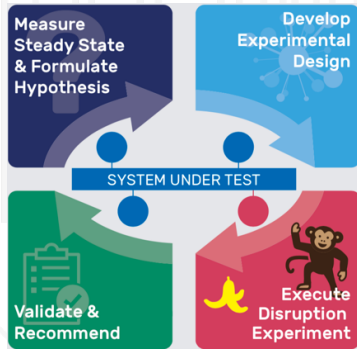 Measure
Steady State
& Formulate
Hypothesis
Develop
Experimental
Design
SYSTEM UNDER TEST
Validate &
Recommend
Execute
Disruption
Experiment